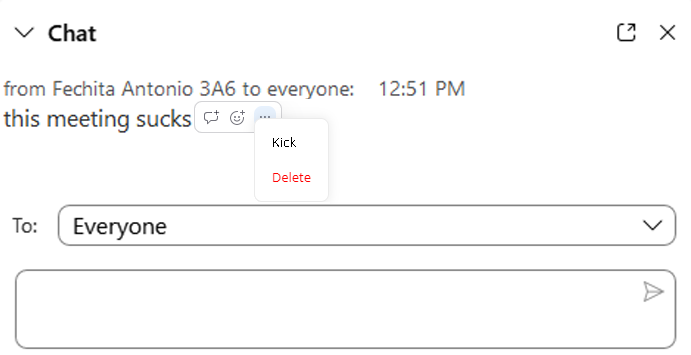 Chat
from Fechita Antonio 3A6 to everyone: 12:51 PM
this meeting sucks
Kick
Delete
To: Everyone